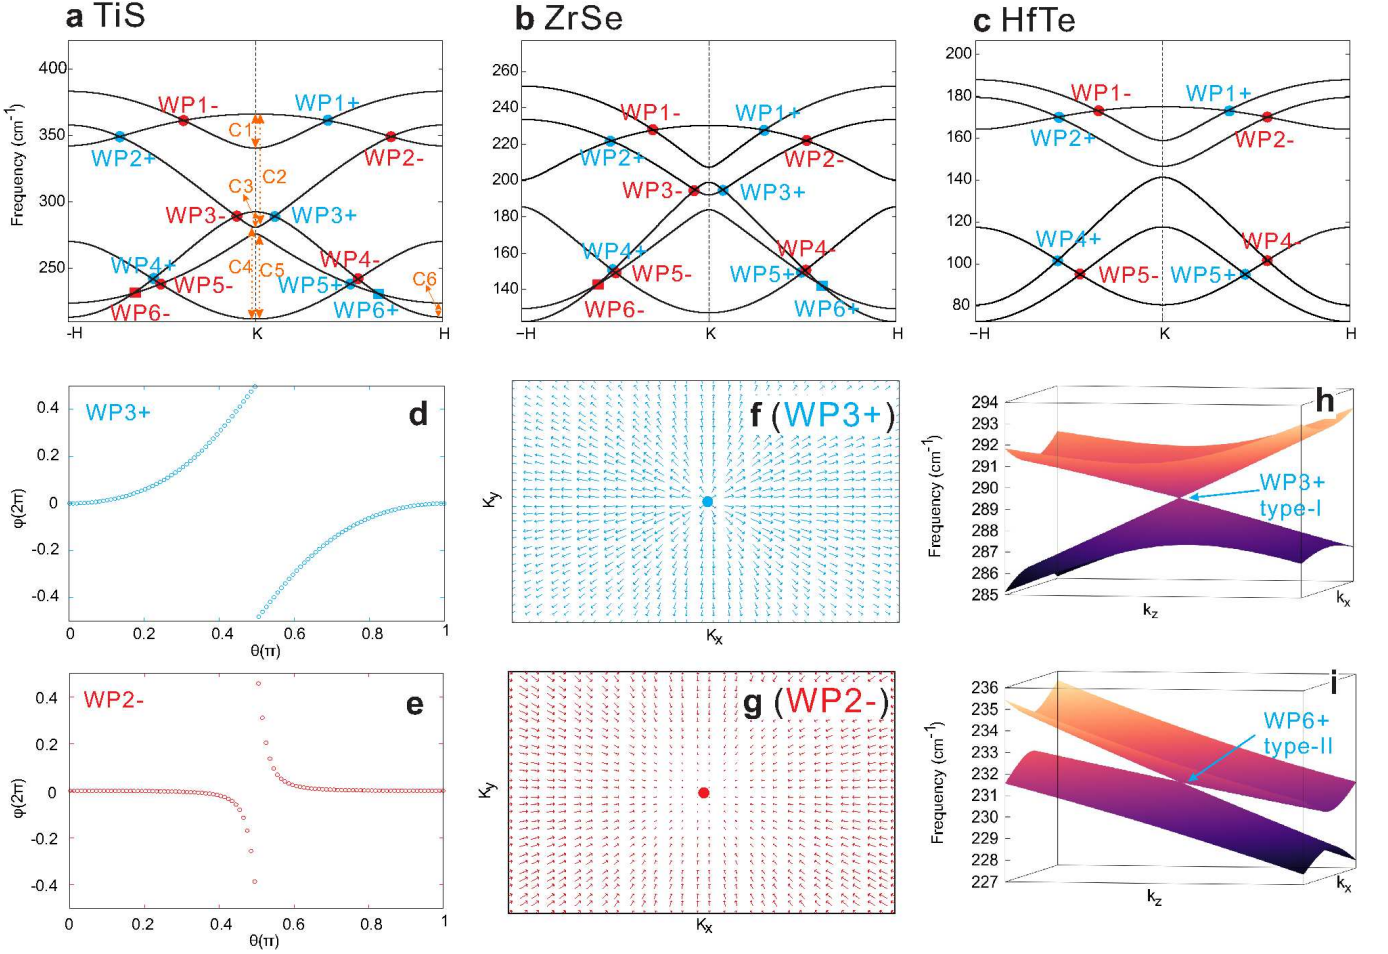 a TiS
Frequency (cm⁻¹)
400
350
300
250
WP1-
WP1+
WP2+
WP2-
C1
C2
C3
WP3-
WP3+
WP4+
WP4-
C4
C5
WP5-
WP5+
C6
WP6-
WP6+
-H
K
H
b ZrSe
260
240
220
200
180
160
140
WP1-
WP1+
WP2+
WP2-
WP3-
WP3+
WP4+
WP4-
WP5-
WP5+
WP6-
WP6+
−H
K
H
c HfTe
200
160
120
100
80
WP1-
WP1+
WP2+
WP2-
WP4+
WP4-
WP5-
WP5+
−H
K
H
d
WP3+
φ(2π)
0.4
0.2
0
-0.2
-0.4
0
0.2
0.4
0.6
0.8
1
θ(π)
f (WP3+)
Ky
Kx
h
Frequency (cm⁻¹)
294
293
292
291
290
289
288
287
286
285
WP3+
type-I
kz
kx
e
WP2-
φ(2π)
0.4
0.2
0
-0.2
-0.4
0
0.2
0.4
0.6
0.8
1
θ(π)
g (WP2-)
Ky
Kx
i
Frequency (cm⁻¹)
236
235
234
233
232
231
230
229
228
227
WP6+
type-II
kz
kx